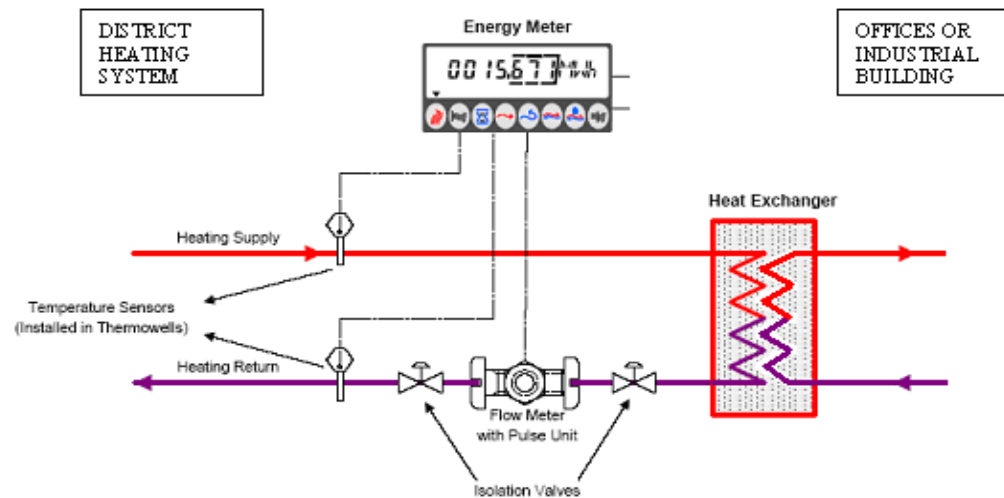 DISTRICT
HEATING
SYSTEM
Energy Meter
OFFICES OR
INDUSTRIAL
BUILDING
0015.671
Heat Exchanger
Heating Supply
Temperature Sensors
(Installed in Thermowells)
Heating Return
Flow Meter
with Pulse Unit
Isolation Valves